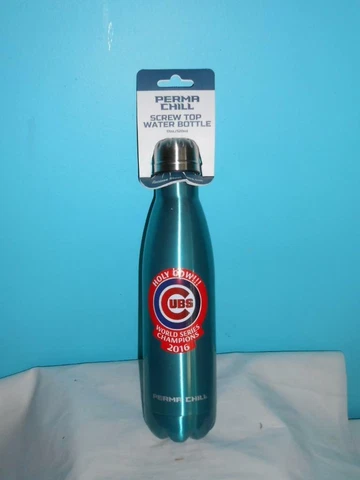 PERMA
CHILL
SCREW TOP
WATER BOTTLE
HOLY COW!!!
CUBS
WORLD SERIES
CHAMPIONS
2016
PERMA CHILL